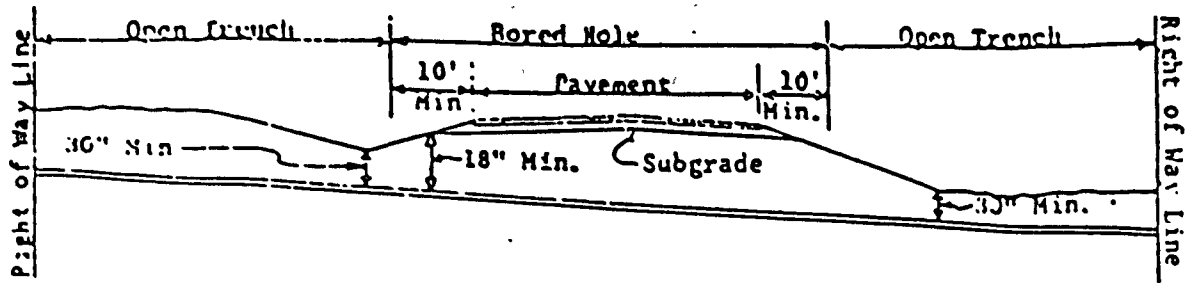 Open Trench
Bored Hole
Open Trench
10'
Min
Pavement
10'
Min.
30" Min
18" Min.
Subgrade
30" Min.
Right of Way Line
Right of Way Line